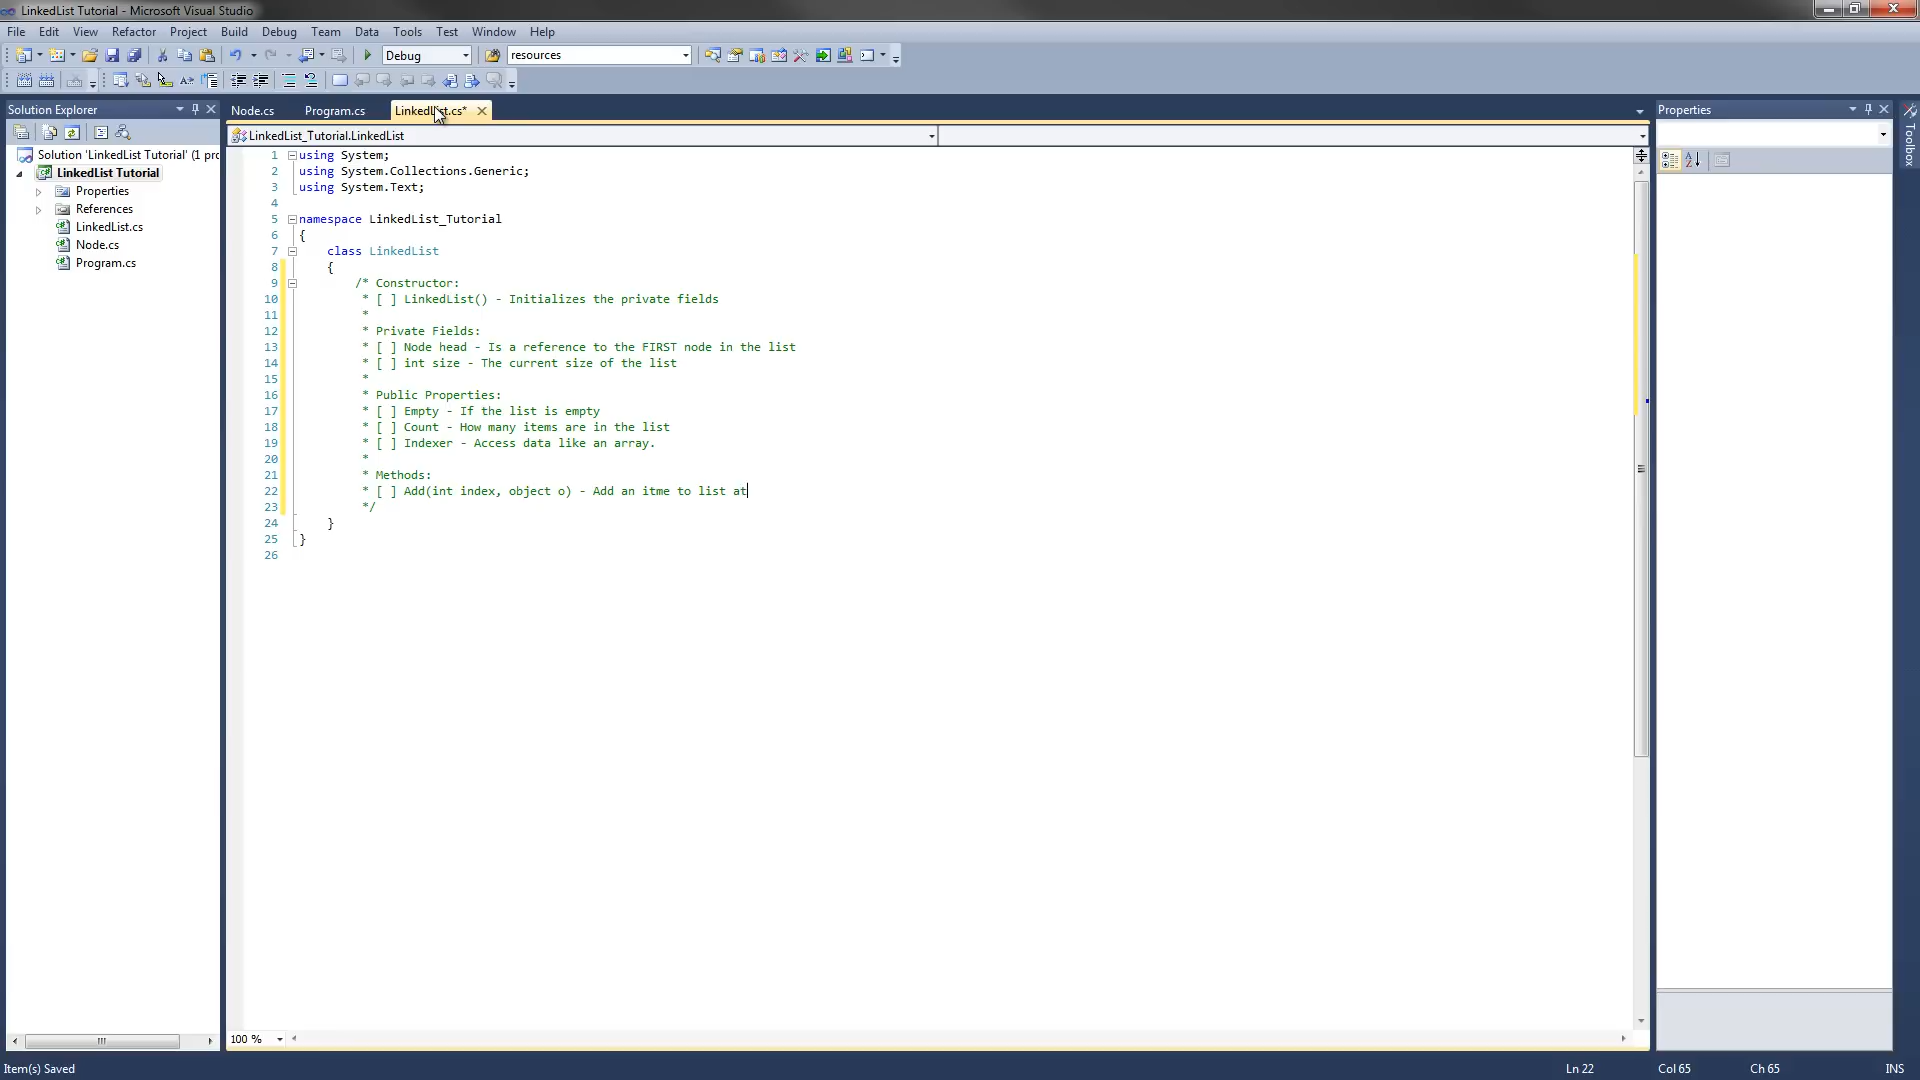 LinkedList Tutorial - Microsoft Visual Studio
File Edit View Refactor Project Build Debug Team Data Tools Test Window Help
Debug resources
Solution Explorer
Solution 'LinkedList Tutorial' (1 pro
LinkedList Tutorial
Properties
References
LinkedList.cs
Node.cs
Program.cs
Node.cs Program.cs LinkedList.cs*
LinkedList_Tutorial.LinkedList
1 using System;
2 using System.Collections.Generic;
3 using System.Text;
4
5 namespace LinkedList_Tutorial
6 {
7 class LinkedList
8 {
9 /* Constructor:
10 * [ ] LinkedList() - Initializes the private fields
11 *
12 * Private Fields:
13 * [ ] Node head - Is a reference to the FIRST node in the list
14 * [ ] int size - The current size of the list
15 *
16 * Public Properties:
17 * [ ] Empty - If the list is empty
18 * [ ] Count - How many items are in the list
19 * [ ] Indexer - Access data like an array.
20 *
21 * Methods:
22 * [ ] Add(int index, object o) - Add an itme to list at
23 */
24 }
25 }
26
100 %
Properties
Toolbox
Item(s) Saved Ln 22 Col 65 Ch 65 INS